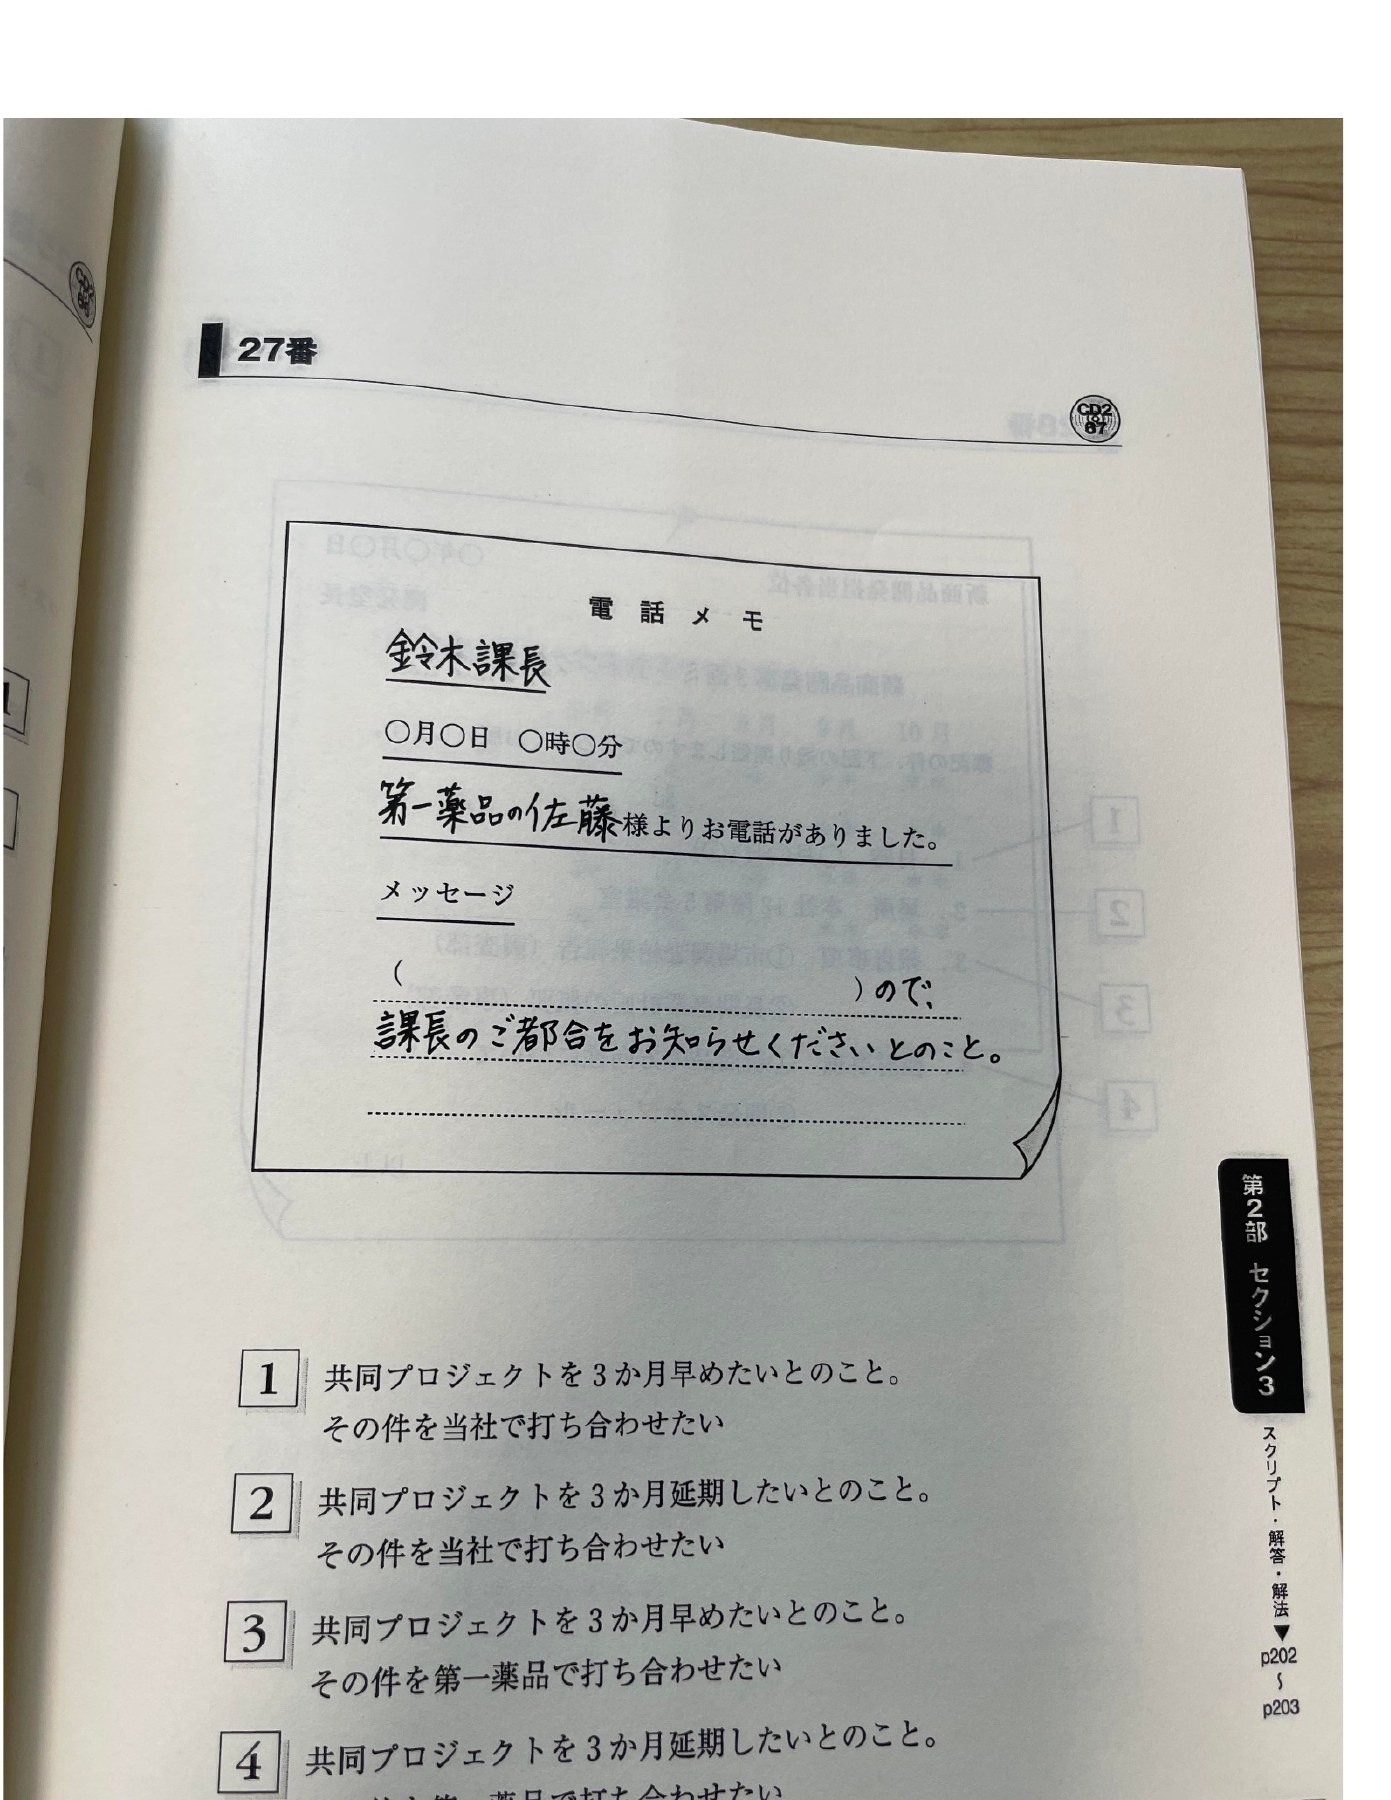 27番
CD2
87
電話メモ
鈴木課長
○月○日 ○時○分
第一薬品の佐藤様よりお電話がありました。
メッセージ
( )ので、
課長のご都合をお知らせくださいとのこと。
1 共同プロジェクトを3か月早めたいとのこと。
その件を当社で打ち合わせたい
2 共同プロジェクトを3か月延期したいとのこと。
その件を当社で打ち合わせたい
3 共同プロジェクトを3か月早めたいとのこと。
その件を第一薬品で打ち合わせたい
4 共同プロジェクトを3か月延期したいとのこと。
薬品で打ち合わせたい
第2部 セクション3
スクリプト・解答・解法▼
p202
～
p203